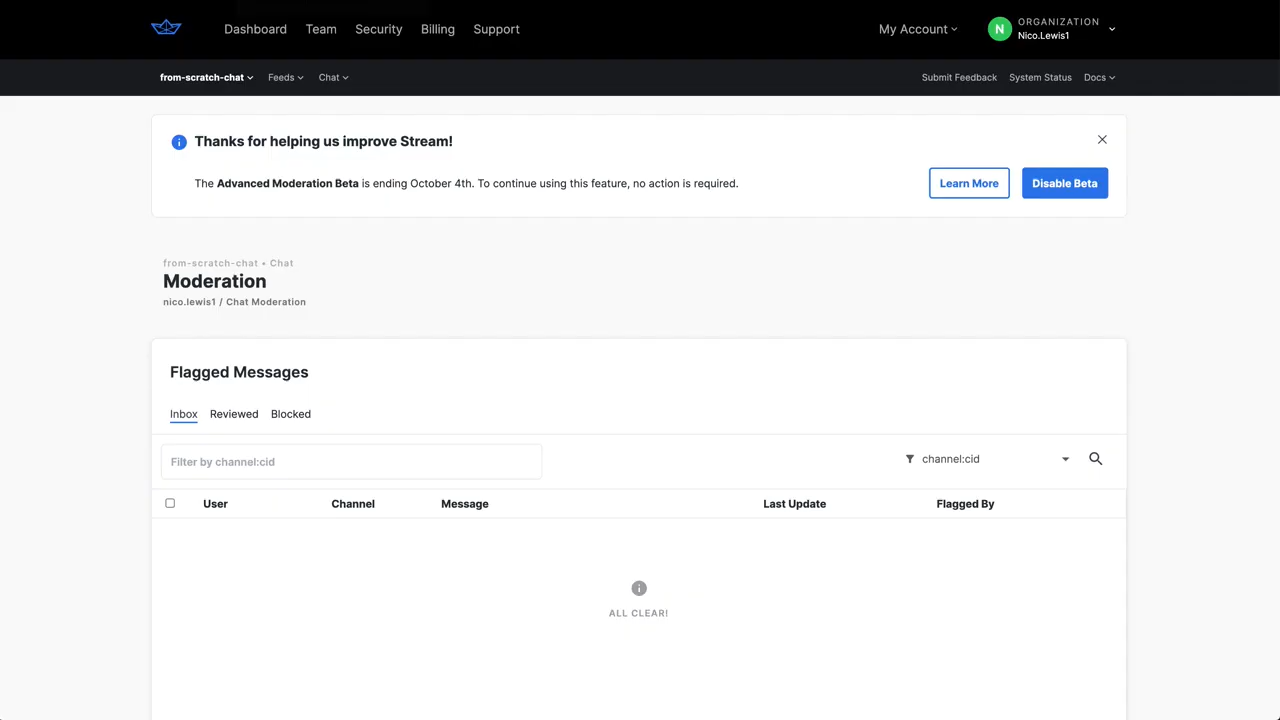 Dashboard Team Security Billing Support My Account N ORGANIZATION
Nico.Lewis1
from-scratch-chat Feeds Chat Submit Feedback System Status Docs
Thanks for helping us improve Stream!
The Advanced Moderation Beta is ending October 4th. To continue using this feature, no action is required. Learn More Disable Beta
from-scratch-chat • Chat
Moderation
nico.lewis1 / Chat Moderation
Flagged Messages
Inbox Reviewed Blocked
Filter by channel:cid channel:cid
User Channel Message Last Update Flagged By
ALL CLEAR!